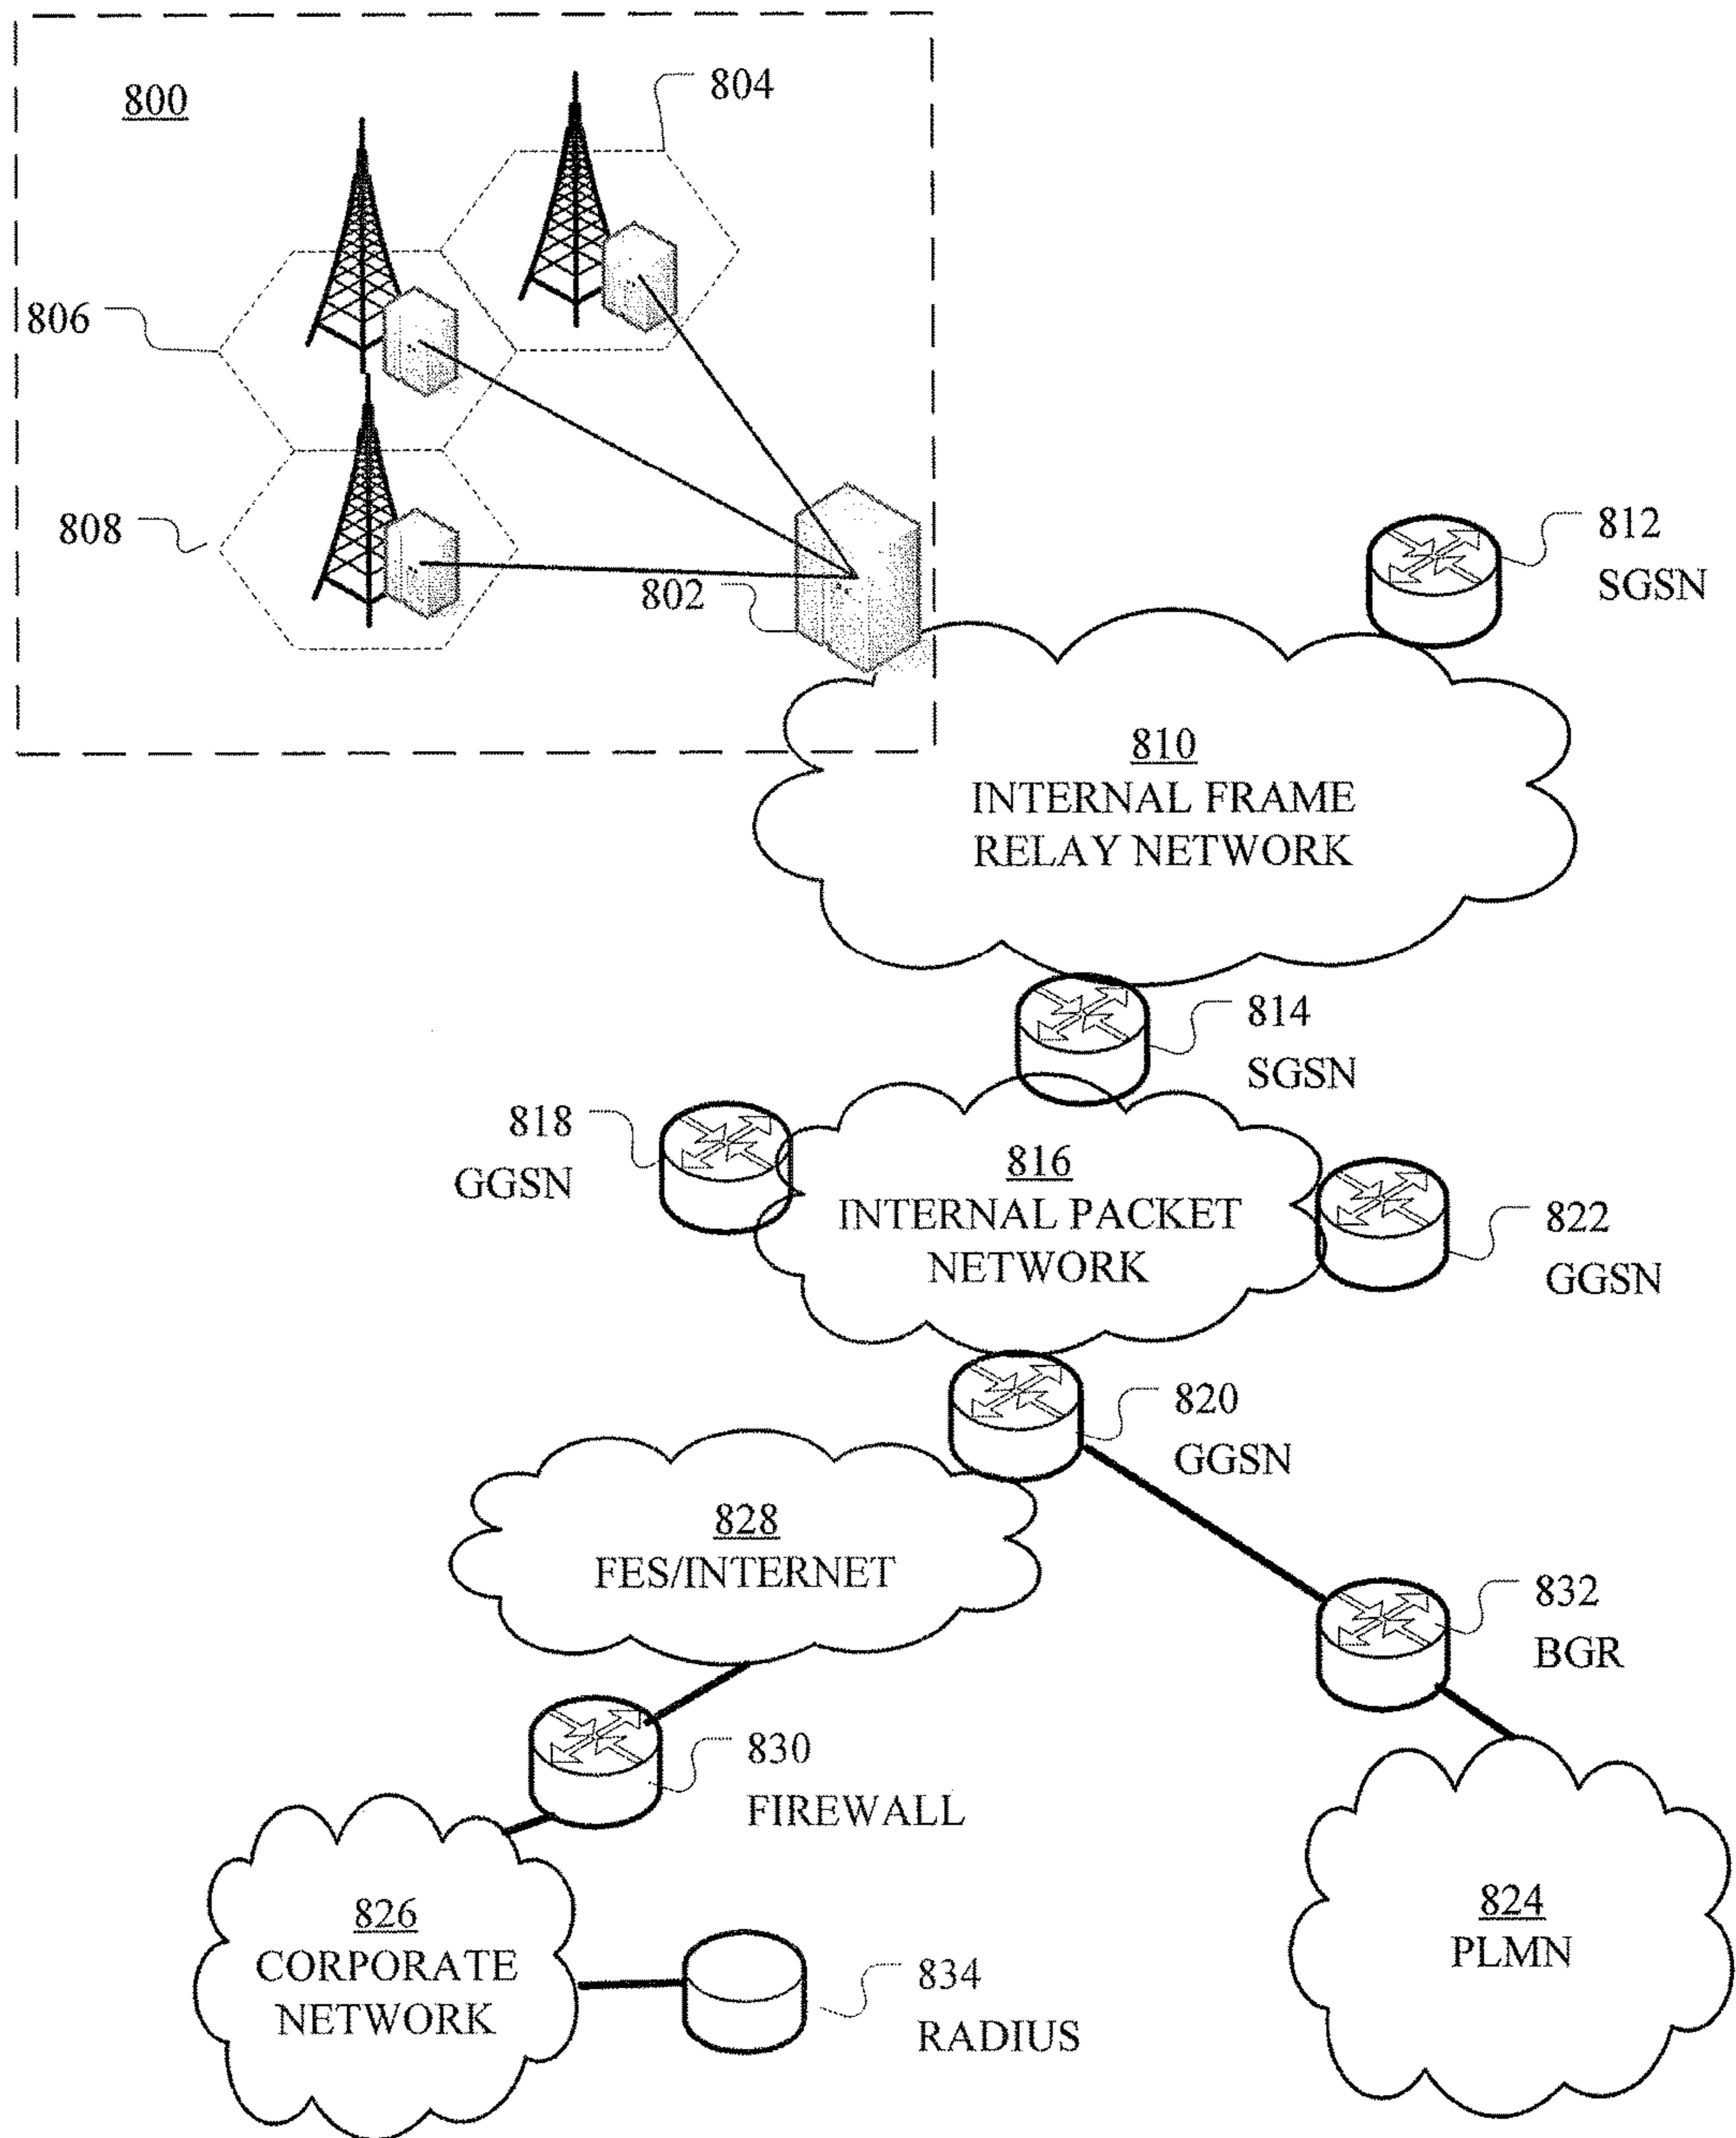 800
804
806
808
802
812
SGSN
810
INTERNAL FRAME
RELAY NETWORK
814
SGSN
818
GGSN
816
INTERNAL PACKET
NETWORK
822
GGSN
820
GGSN
828
FES/INTERNET
832
BGR
830
FIREWALL
826
CORPORATE
NETWORK
834
RADIUS
824
PLMN